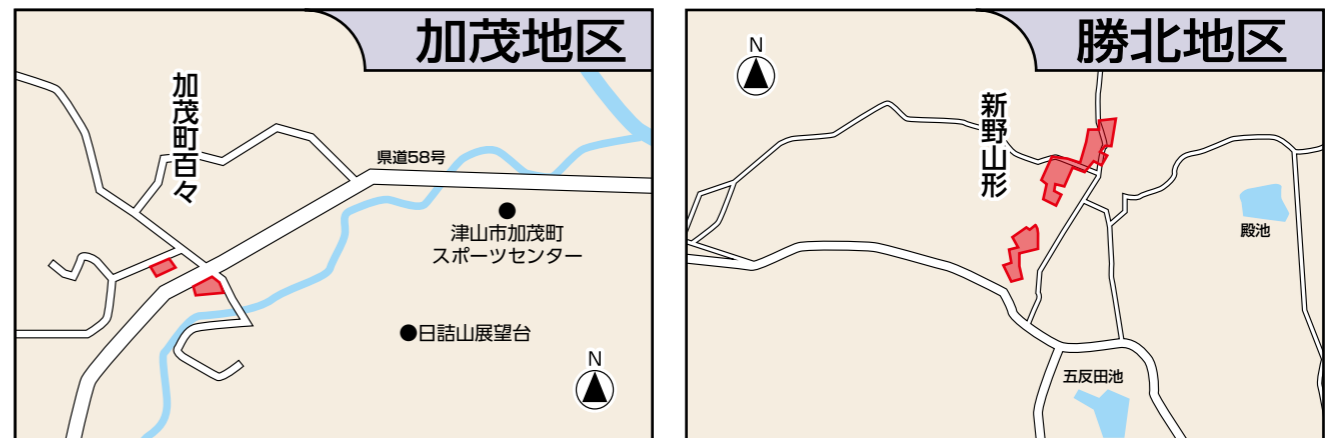 加茂地区
加茂町百々
県道58号
津山市加茂町
スポーツセンター
日詰山展望台
N
勝北地区
N
新野山形
殿池
五反田池